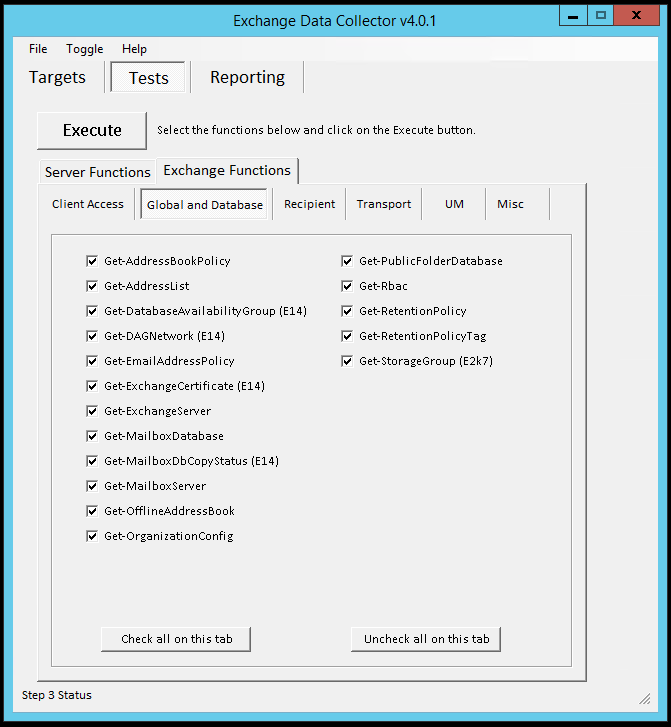 Exchange Data Collector v4.0.1
File Toggle Help
Targets Tests Reporting
Execute Select the functions below and click on the Execute button.
Server Functions Exchange Functions
Client Access Global and Database Recipient Transport UM Misc
Get-AddressBookPolicy
Get-AddressList
Get-DatabaseAvailabilityGroup (E14)
Get-DAGNetwork (E14)
Get-EmailAddressPolicy
Get-ExchangeCertificate (E14)
Get-ExchangeServer
Get-MailboxDatabase
Get-MailboxDbCopyStatus (E14)
Get-MailboxServer
Get-OfflineAddressBook
Get-OrganizationConfig
Get-PublicFolderDatabase
Get-Rbac
Get-RetentionPolicy
Get-RetentionPolicyTag
Get-StorageGroup (E2k7)
Check all on this tab Uncheck all on this tab
Step 3 Status